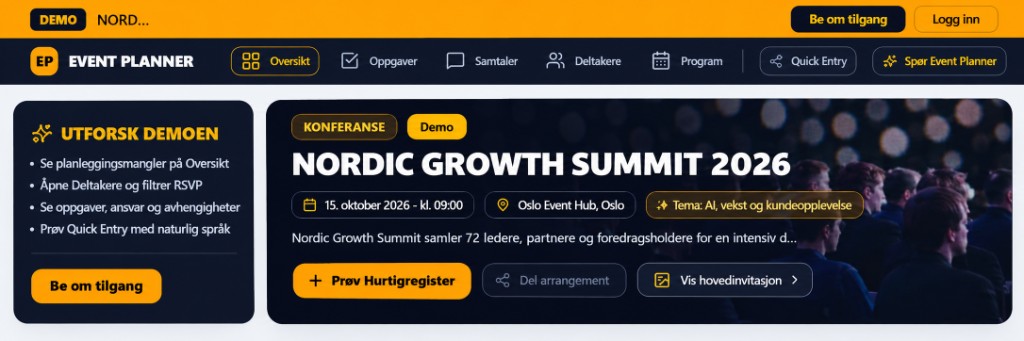 DEMO NORD...
Be om tilgang
Logg inn
EP EVENT PLANNER
Oversikt
Oppgaver
Samtaler
Deltakere
Program
Quick Entry
Spør Event Planner
UTFORSK DEMOEN
• Se planleggingsmangler på Oversikt
• Åpne Deltakere og filtrer RSVP
• Se oppgaver, ansvar og avhengigheter
• Prøv Quick Entry med naturlig språk
Be om tilgang
KONFERANSE
Demo
NORDIC GROWTH SUMMIT 2026
15. oktober 2026 - kl. 09:00
Oslo Event Hub, Oslo
Tema: AI, vekst og kundeopplevelse
Nordic Growth Summit samler 72 ledere, partnere og foredragsholdere for en intensiv d...
+ Prøv Hurtigregister
Del arrangement
Vis hovedinvitasjon >